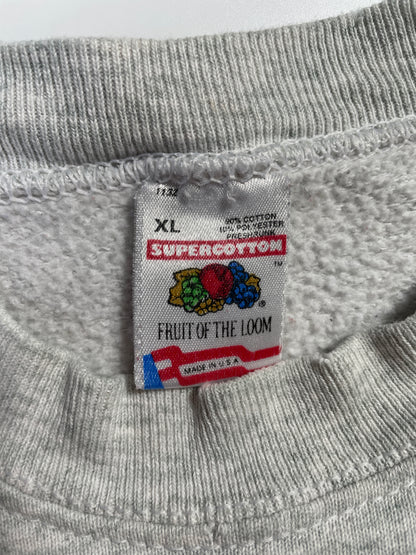 1132
XL
90% COTTON
10% POLYESTER
PRESHRUNK
SUPERCOTTON
™
®
FRUIT OF THE LOOM
MADE IN U.S.A.